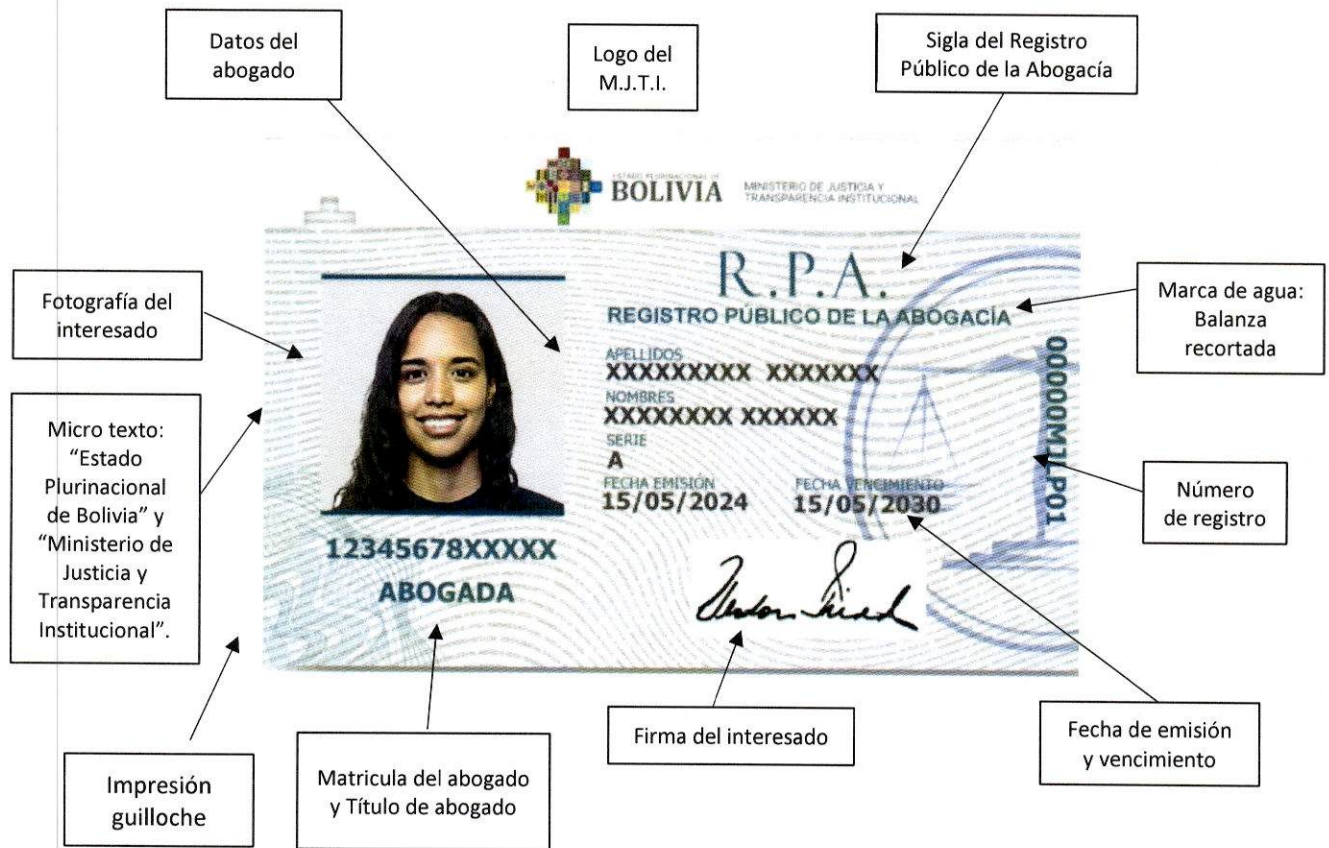 Datos del
abogado
Logo del
M.J.T.I.
Sigla del Registro
Público de la Abogacía
ESTADO PLURINACIONAL DE
BOLIVIA
MINISTERIO DE JUSTICIA Y
TRANSPARENCIA INSTITUCIONAL
Fotografía del
interesado
R.P.A.
REGISTRO PÚBLICO DE LA ABOGACÍA
Marca de agua:
Balanza
recortada
APELLIDOS
XXXXXXXXX XXXXXXX
NOMBRES
XXXXXXXX XXXXXX
SERIE
A
FECHA EMISIÓN
15/05/2024
FECHA VENCIMIENTO
15/05/2030
00000MJLP01
Micro texto:
“Estado
Plurinacional
de Bolivia” y
“Ministerio de
Justicia y
Transparencia
Institucional”.
Número
de registro
12345678XXXXX
ABOGADA
Impresión
guilloche
Matricula del abogado
y Título de abogado
Firma del interesado
Fecha de emisión
y vencimiento